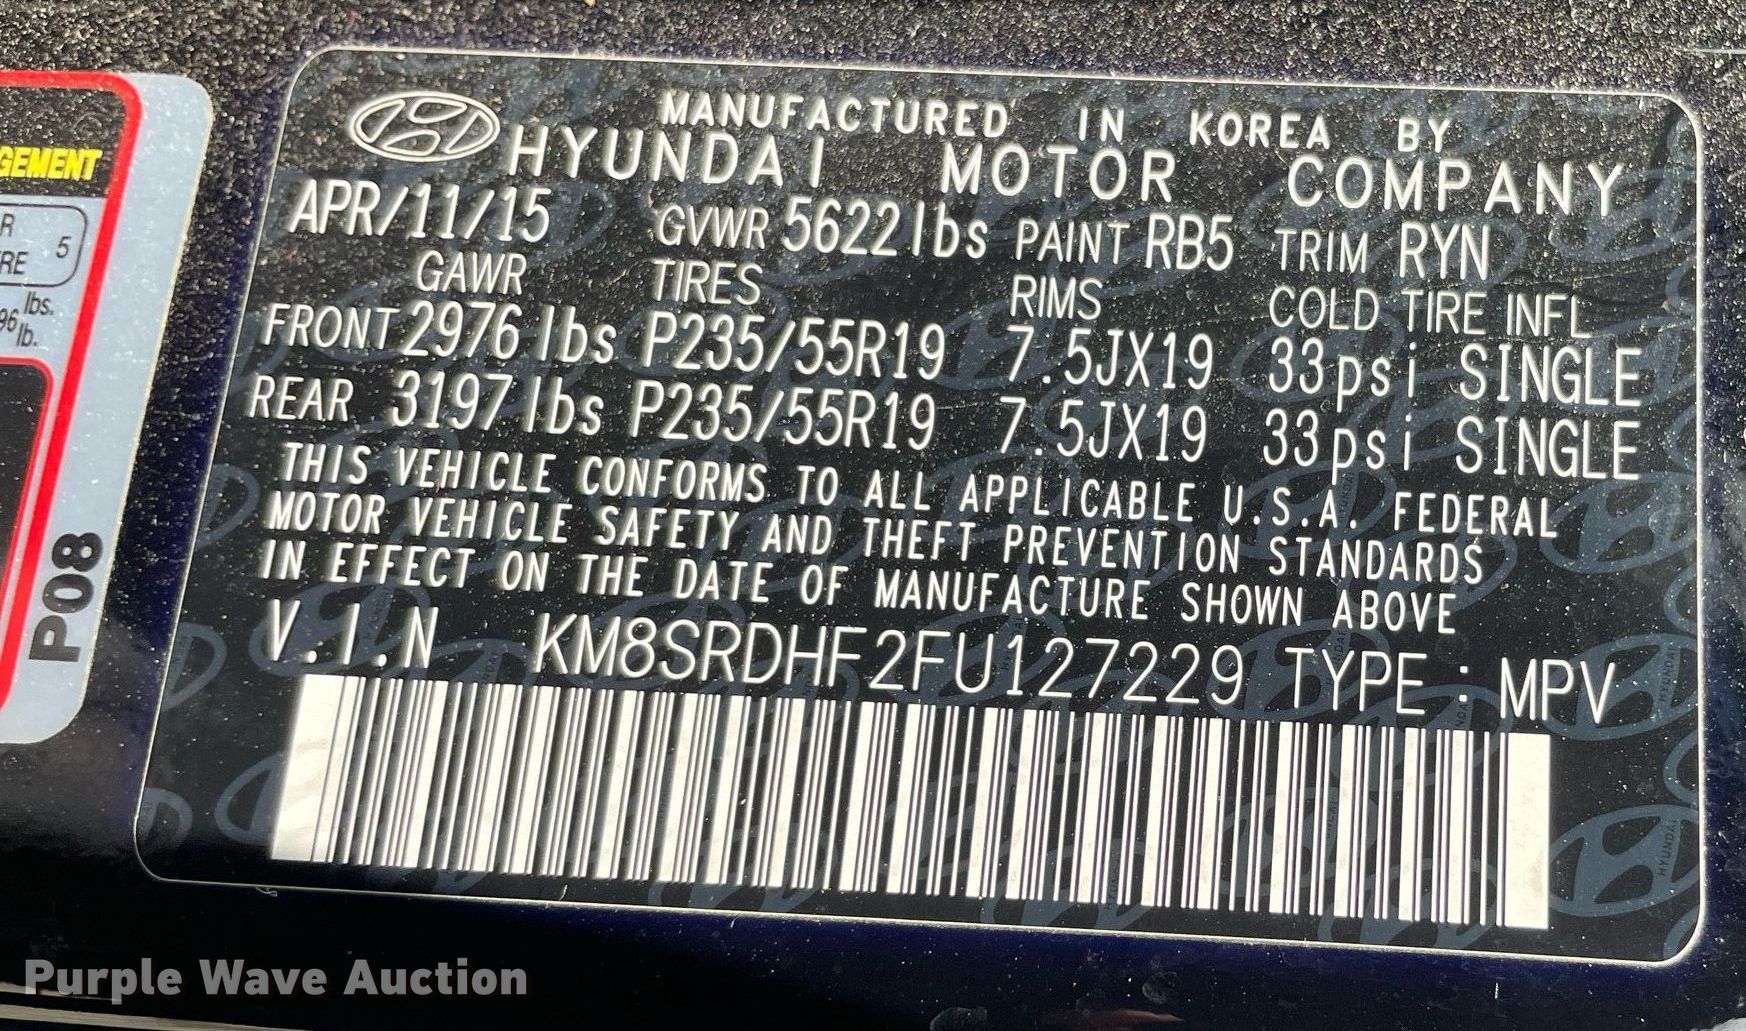 MANUFACTURED IN KOREA BY
HYUNDAI MOTOR COMPANY
APR/11/15 GVWR 5622lbs PAINT RB5 TRIM RYN
GAWR TIRES RIMS COLD TIRE INFL
FRONT 2976 lbs P235/55R19 7.5JX19 33psi SINGLE
REAR 3197 lbs P235/55R19 7.5JX19 33psi SINGLE
THIS VEHICLE CONFORMS TO ALL APPLICABLE U.S.A. FEDERAL
MOTOR VEHICLE SAFETY AND THEFT PREVENTION STANDARDS
IN EFFECT ON THE DATE OF MANUFACTURE SHOWN ABOVE
V.I.N KM8SRDHF2FU127229 TYPE : MPV
GEMENT
5
lbs.
lb.
P08
Purple Wave Auction